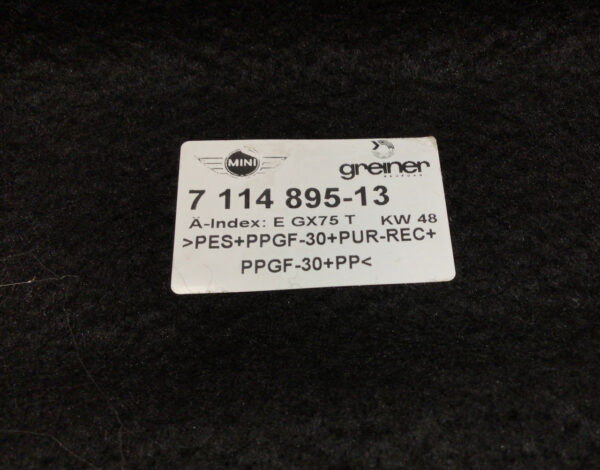 MINI
greiner
7 114 895-13
Ä-Index: E GX75 T KW 48
>PES+PPGF-30+PUR-REC+
PPGF-30+PP<